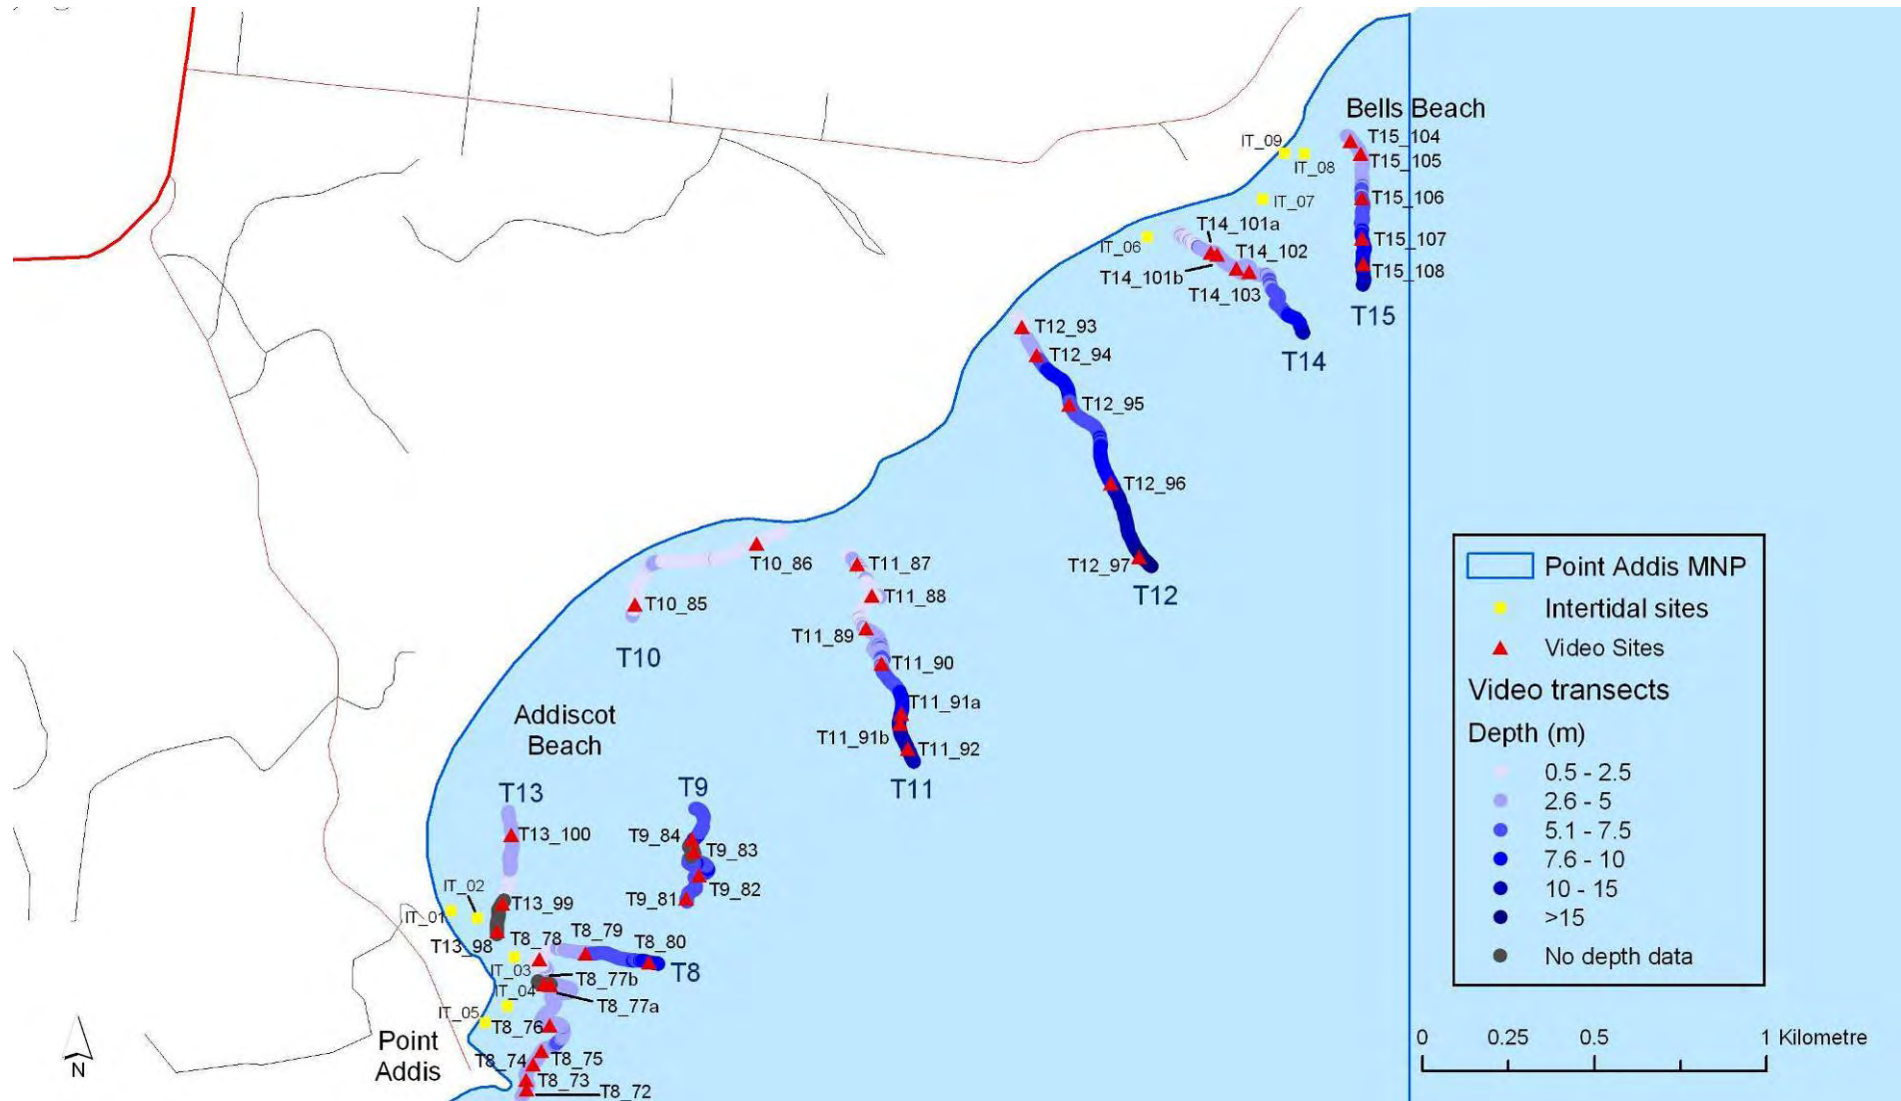 Bells Beach
T15_104
IT_09
T15_105
IT_08
T15_106
IT_07
T14_101a
T15_107
IT_06
T14_102
T15_108
T14_101b
T14_103
T15
T14
T12_93
T12_94
T12_95
T12_96
T12_97
T12
T10_86
T10_85
T10
T11_87
T11_88
T11_89
T11_90
T11_91a
T11_91b
T11_92
T11
Addiscot
Beach
T13
T13_100
T9
T9_84
T9_83
T9_82
T9_81
IT_02
IT_01
T13_99
T13_98
T8_78
T8_79
T8_80
T8
IT_03
T8_77b
IT_04
T8_77a
IT_05
T8_76
T8_75
T8_74
T8_73
T8_72
Point
Addis
N
Point Addis MNP
Intertidal sites
Video Sites
Video transects
Depth (m)
0.5 - 2.5
2.6 - 5
5.1 - 7.5
7.6 - 10
10 - 15
>15
No depth data
0 0.25 0.5 1 Kilometre